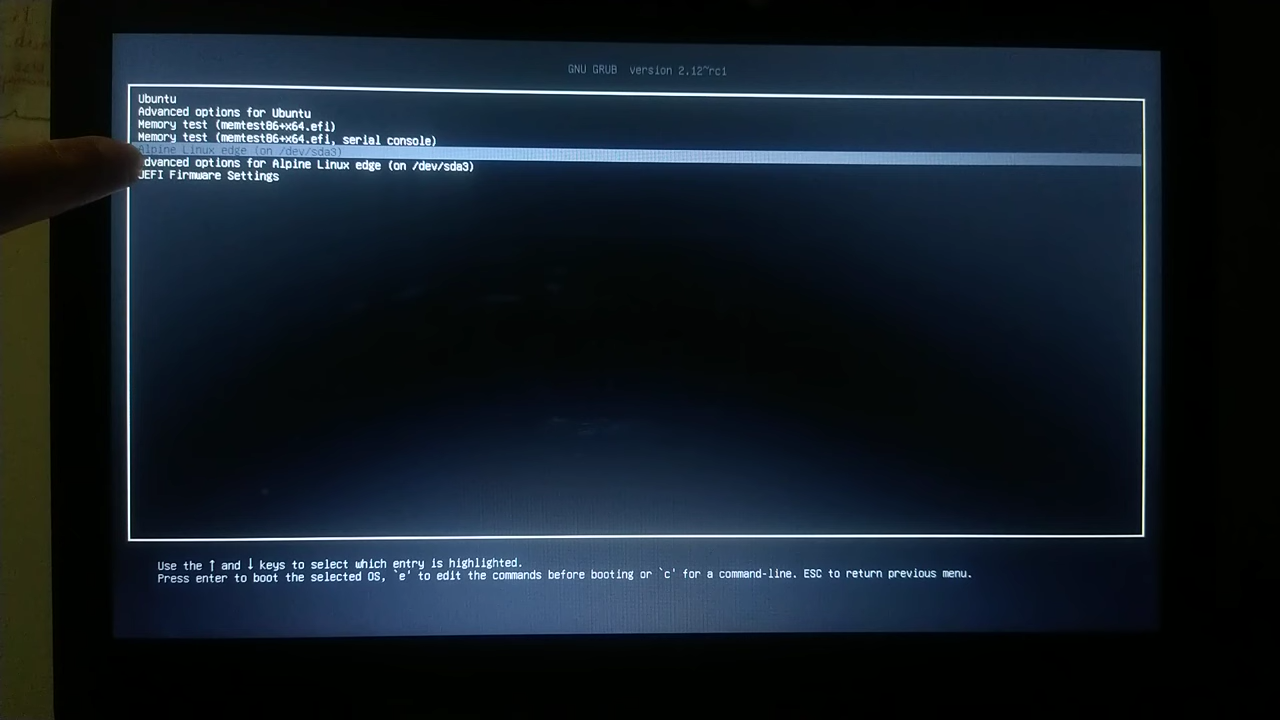 GNU GRUB version 2.12~rc1
Ubuntu
Advanced options for Ubuntu
Memory test (memtest86+x64.efi)
Memory test (memtest86+x64.efi, serial console)
Alpine Linux edge (on /dev/sda3)
dvanced options for Alpine Linux edge (on /dev/sda3)
UEFI Firmware Settings
Use the ↑ and ↓ keys to select which entry is highlighted.
Press enter to boot the selected OS, `e' to edit the commands before booting or `c' for a command-line. ESC to return previous menu.